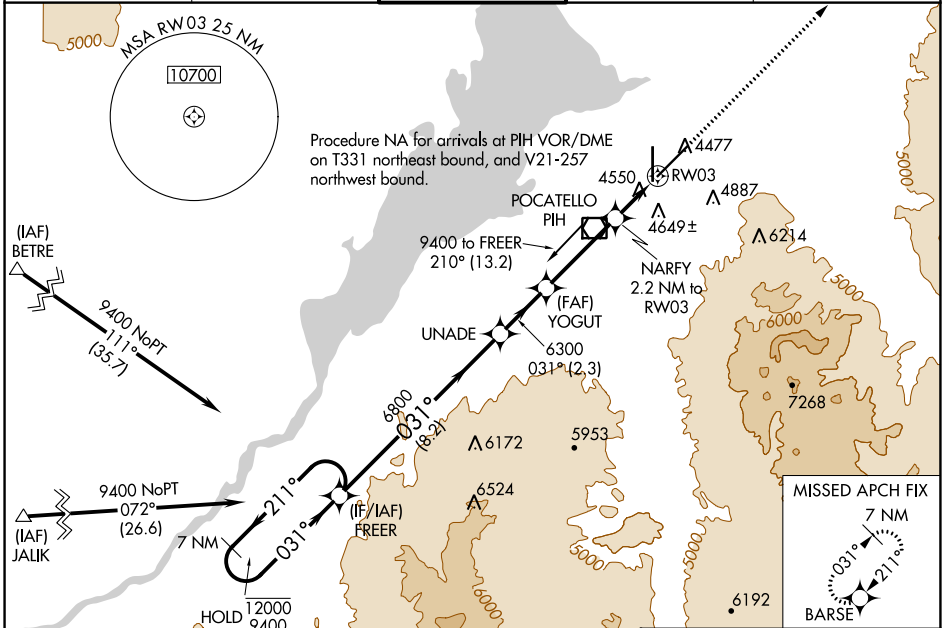 5000
MSA RW03 25 NM
10700
Procedure NA for arrivals at PIH VOR/DME
on T331 northeast bound, and V21-257
northwest bound.
4477
RW03
4550
4887
4649±
POCATELLO
PIH
6214
9400 to FREER
210° (13.2)
NARFY
2.2 NM to
RW03
(IAF)
BETRE
9400 NoPT
111°
(35.7)
(FAF)
YOGUT
UNADE
6300
031° (2.3)
5000
5000
6000
7268
6800
031°
(8.2)
6172
5953
6524
9400 NoPT
072°
(26.6)
(IAF)
JALIK
211°
031°
7 NM
(IF/IAF)
FREER
HOLD
12000
9400
5000
5000
6000
6192
MISSED APCH FIX
7 NM
031°
211°
BARSE